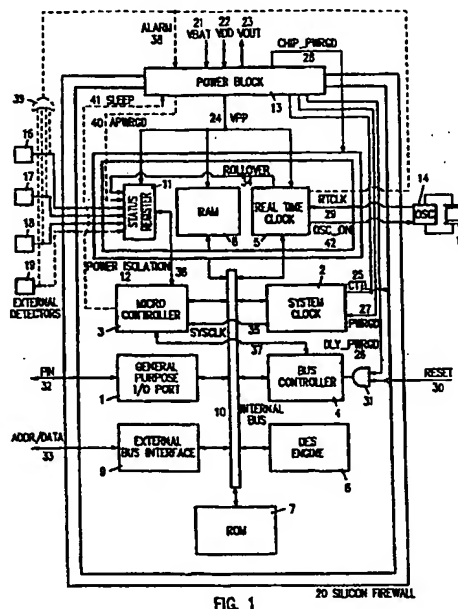 ALARM
38
21
VBAT
22
VDD
23
VOUT
CHIP_PWRGD
28
POWER BLOCK
13
39
41 SLEEP
40 APWRGD
24 VPP
16
17
18
19
EXTERNAL
DETECTORS
11
STATUS
REGISTER
ROLLOVER
34
RAM
REAL TIME
CLOCK
5
RTCLK
29
OSC_ON
42
14
OSC
POWER ISOLATION
12
36
MICRO
CONTROLLER
3
2
SYSTEM
CLOCK
25
CTRL
27
PWRGD
35
SYSCLK
37
DLY_PWRGD
26
PIN
32
GENERAL
PURPOSE
I/O PORT
1
10
INTERNAL
BUS
BUS
CONTROLLER
4
31
RESET
30
ADDR/DATA
33
EXTERNAL
BUS INTERFACE
9
DES
ENGINE
ROM
7
20 SILICON FIREWALL
FIG. 1